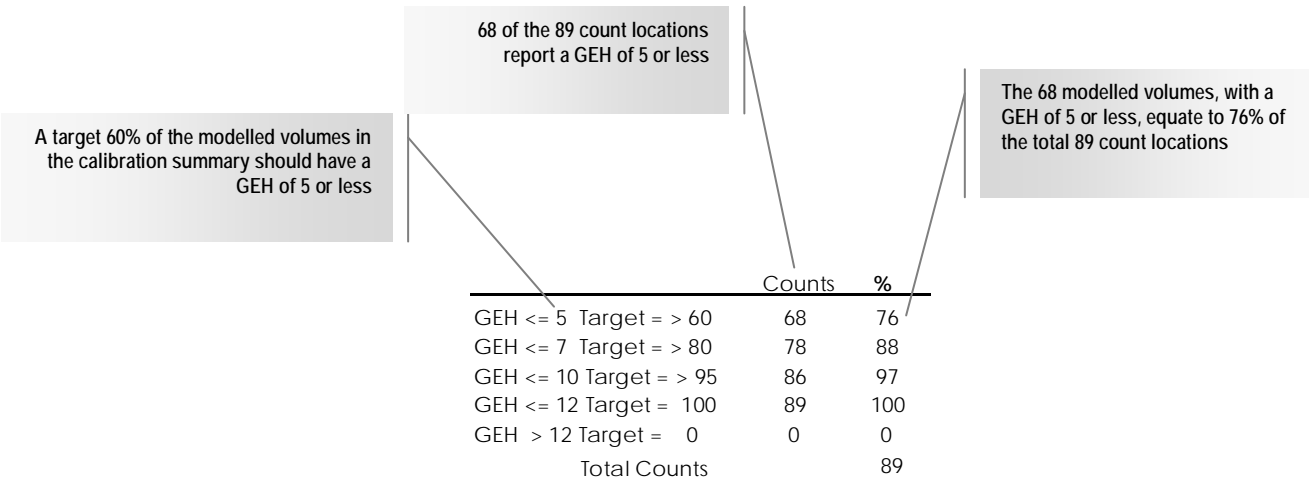 68 of the 89 count locations
report a GEH of 5 or less
The 68 modelled volumes, with a
GEH of 5 or less, equate to 76% of
the total 89 count locations
A target 60% of the modelled volumes in
the calibration summary should have a
GEH of 5 or less
Counts %
GEH <= 5 Target = > 60 68 76
GEH <= 7 Target = > 80 78 88
GEH <= 10 Target = > 95 86 97
GEH <= 12 Target = 100 89 100
GEH > 12 Target = 0 0 0
Total Counts 89